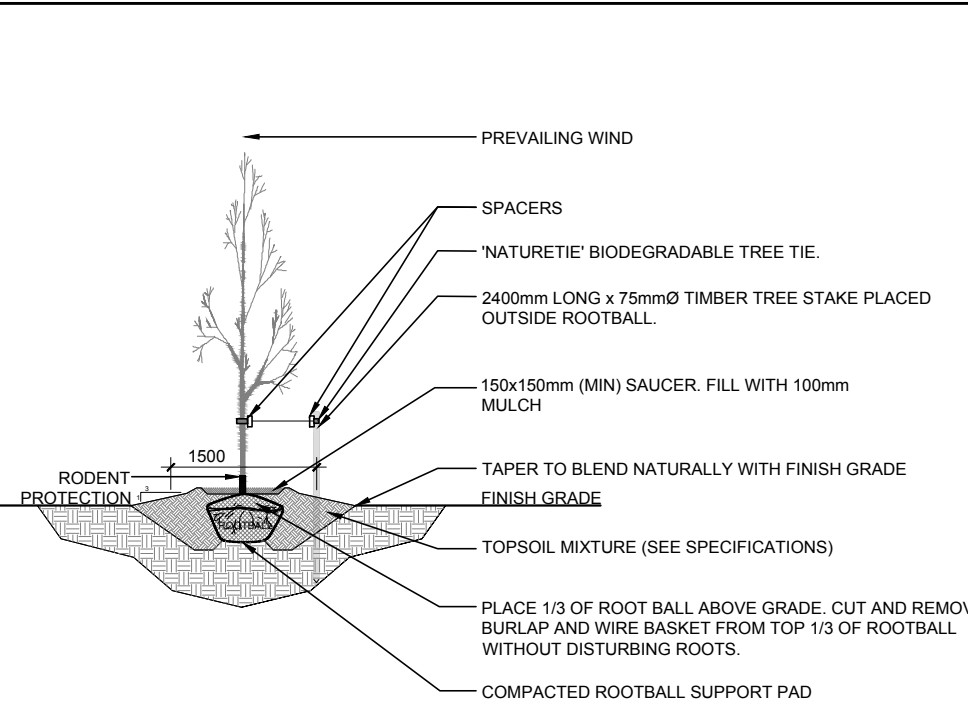 PREVAILING WIND
SPACERS
'NATURETIE' BIODEGRADABLE TREE TIE.
2400mm LONG x 75mmØ TIMBER TREE STAKE PLACED
OUTSIDE ROOTBALL.
150x150mm (MIN) SAUCER. FILL WITH 100mm
MULCH
1500
RODENT
PROTECTION
1
3
TAPER TO BLEND NATURALLY WITH FINISH GRADE
FINISH GRADE
ROOTBALL
TOPSOIL MIXTURE (SEE SPECIFICATIONS)
PLACE 1/3 OF ROOT BALL ABOVE GRADE. CUT AND REMOV
BURLAP AND WIRE BASKET FROM TOP 1/3 OF ROOTBALL
WITHOUT DISTURBING ROOTS.
COMPACTED ROOTBALL SUPPORT PAD